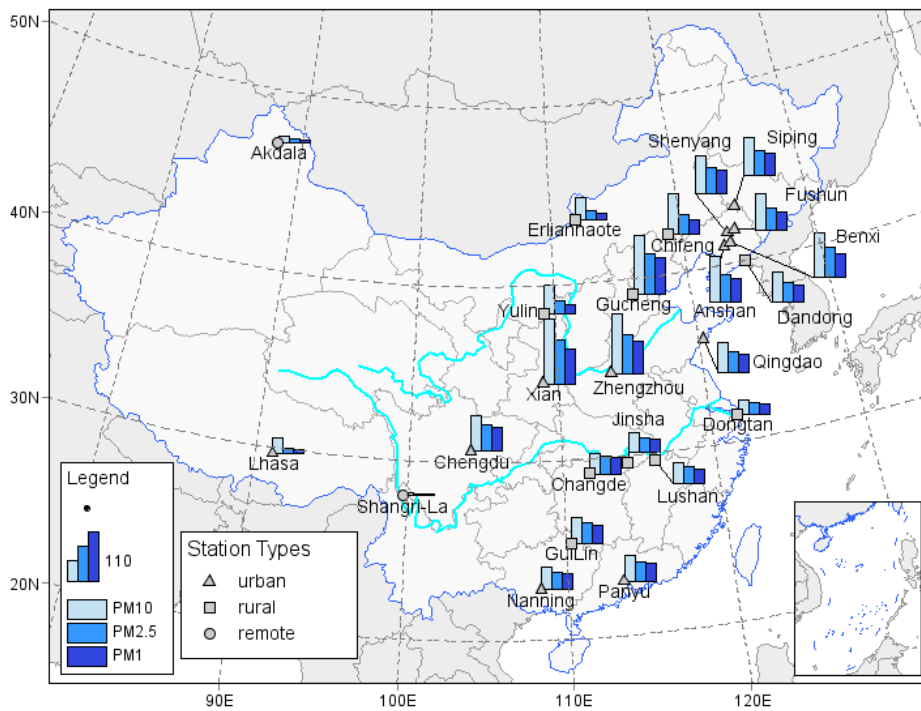 50N
Shenyang
Siping
Akdala
Fushun
40N
Erlianhaote
Chifeng
Benxi
Yulin
Gucheng
Anshan
Dandong
Xian
Zhengzhou
Qingdao
30N
Jinsha
Dongtan
Lhasa
Chengdu
Changde
Lushan
Legend
Shangri-La
110
Station Types
GuiLin
urban
20N
PM10
rural
Nanning
Panyu
PM2.5
remote
PM1
90E
100E
110E
120E